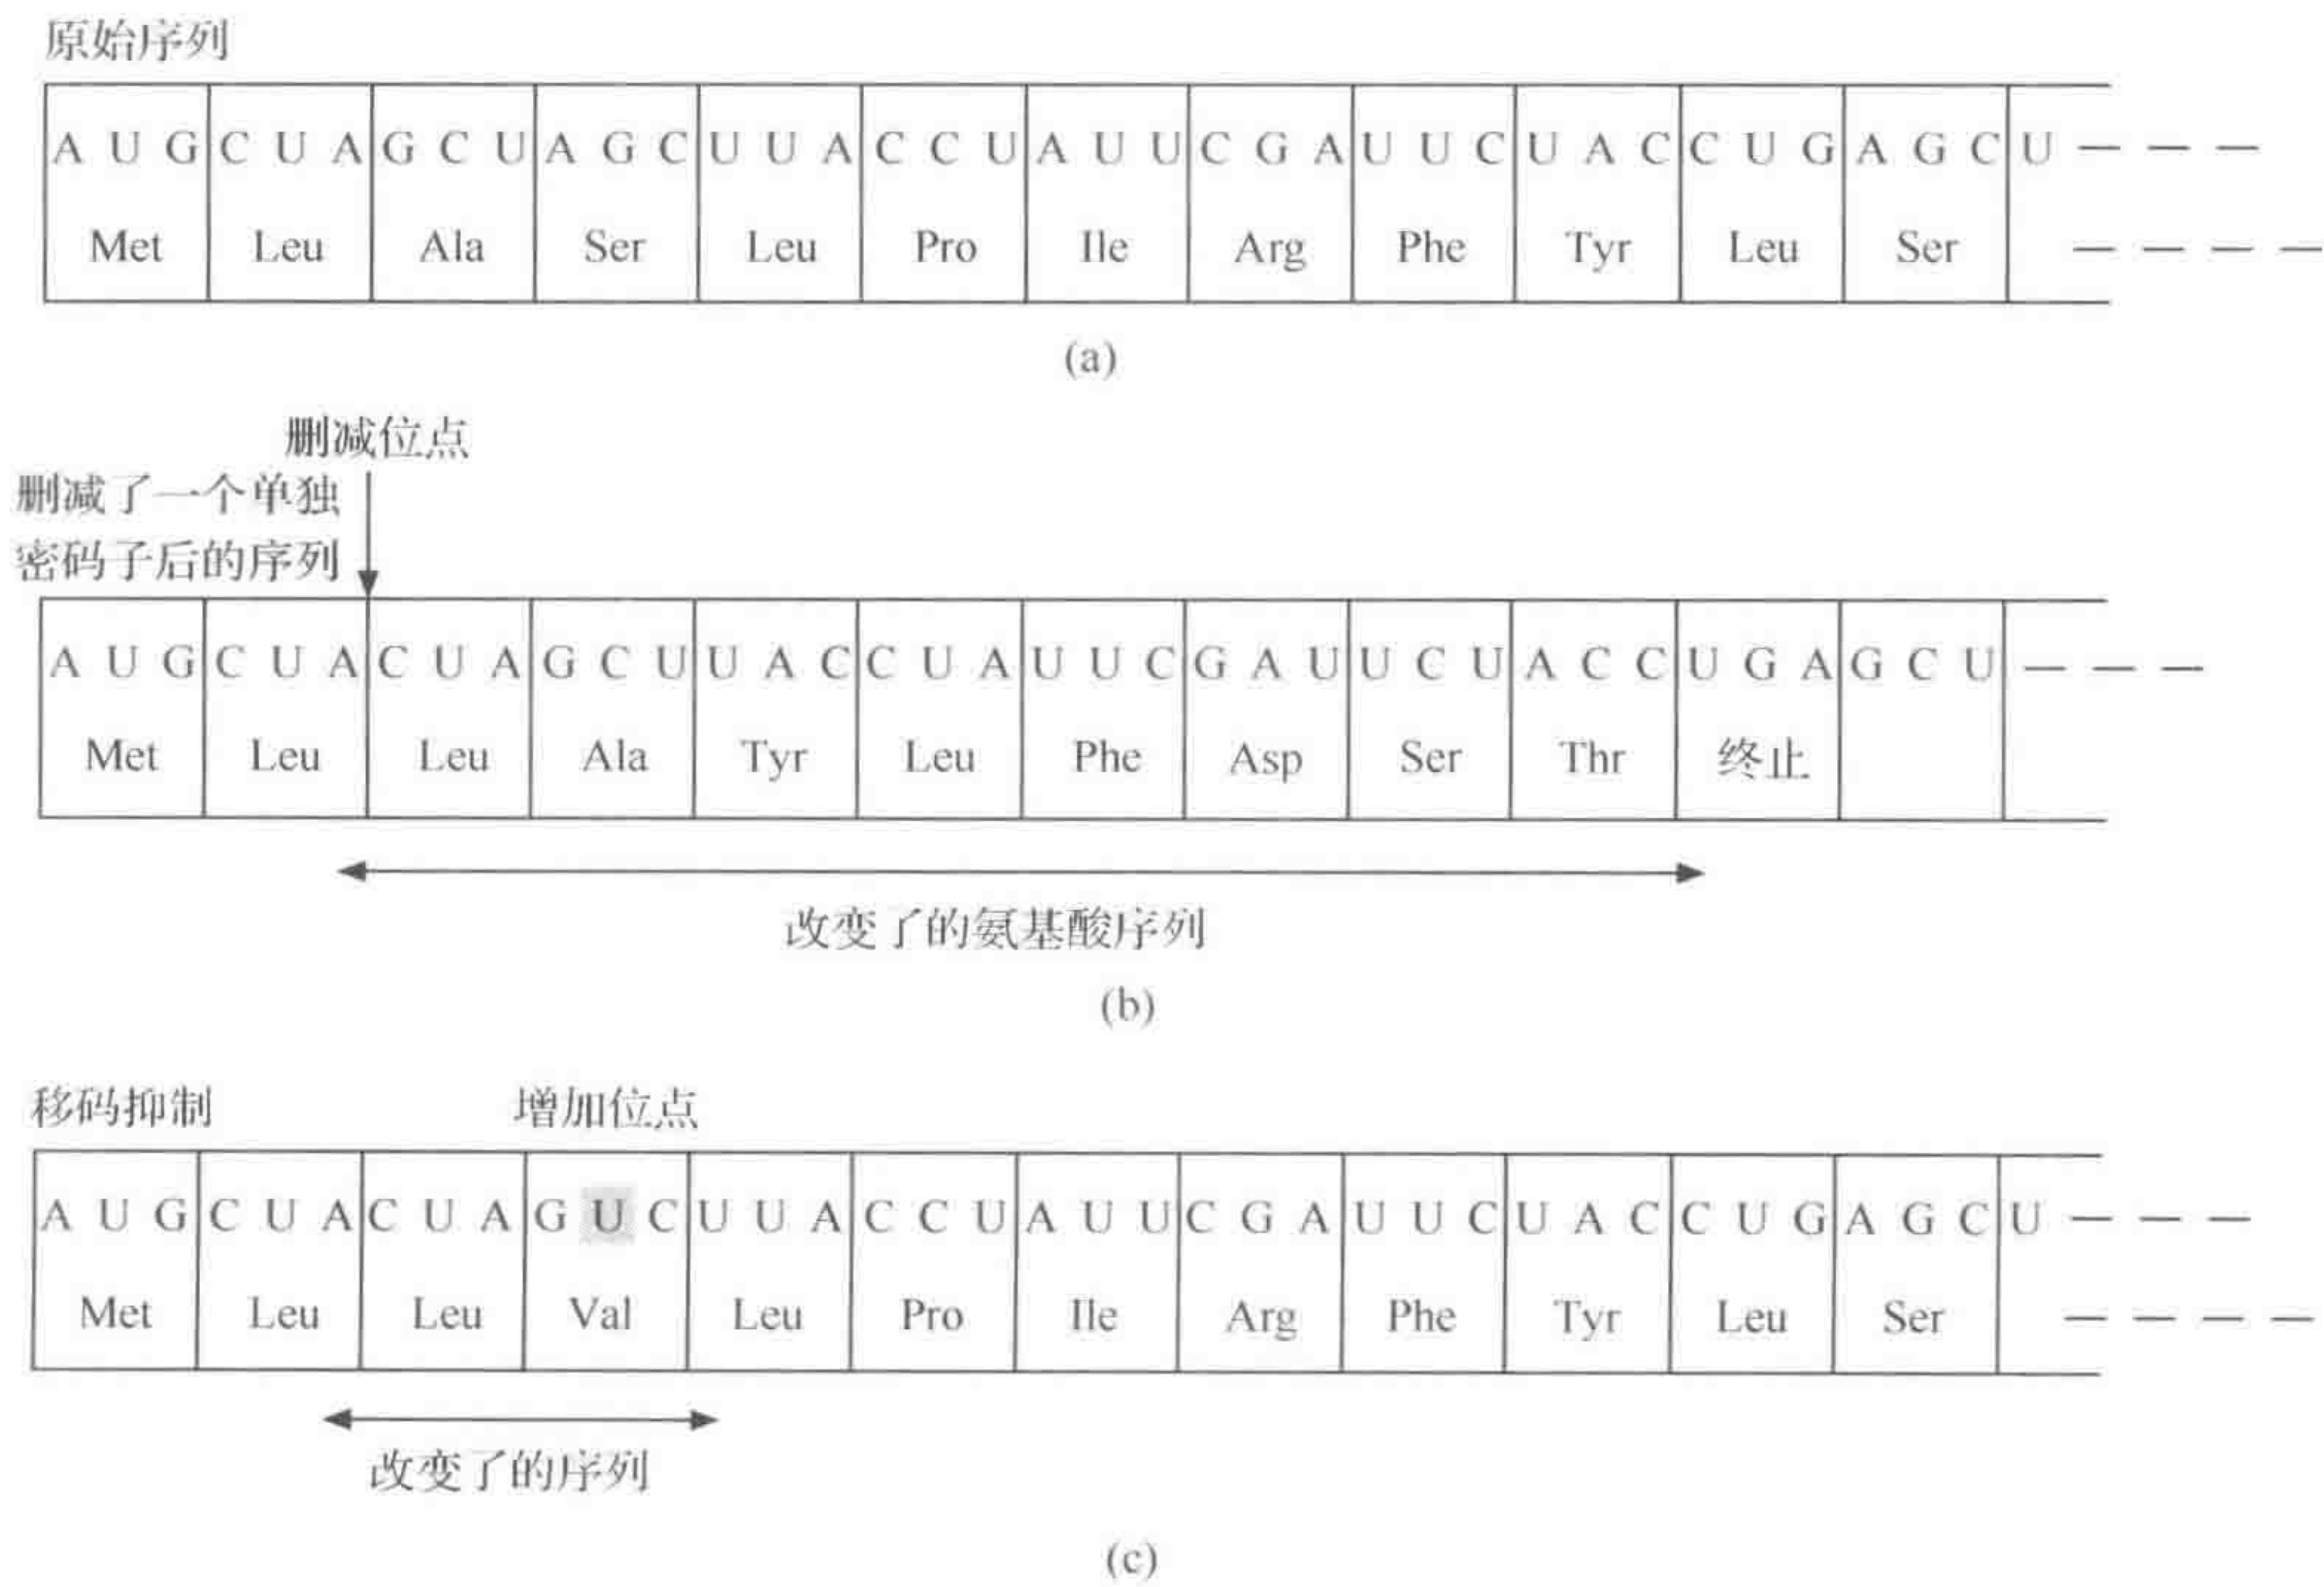 原始序列
A U G C U A G C U A G C U U A C C U A U U C G A U U C U A C C U G A G C U — — —
Met Leu Ala Ser Leu Pro Ile Arg Phe Tyr Leu Ser — — — —
(a)
删减位点
删减了一个单独
密码子后的序列
A U G C U A C U A G C U U A C C U A U U C G A U U C U A C C U G A G C U — — —
Met Leu Leu Ala Tyr Leu Phe Asp Ser Thr 终止
改变了的氨基酸序列
(b)
移码抑制 增加位点
A U G C U A C U A G U C U U A C C U A U U C G A U U C U A C C U G A G C U — — —
Met Leu Leu Val Leu Pro Ile Arg Phe Tyr Leu Ser — — — —
改变了的序列
(c)